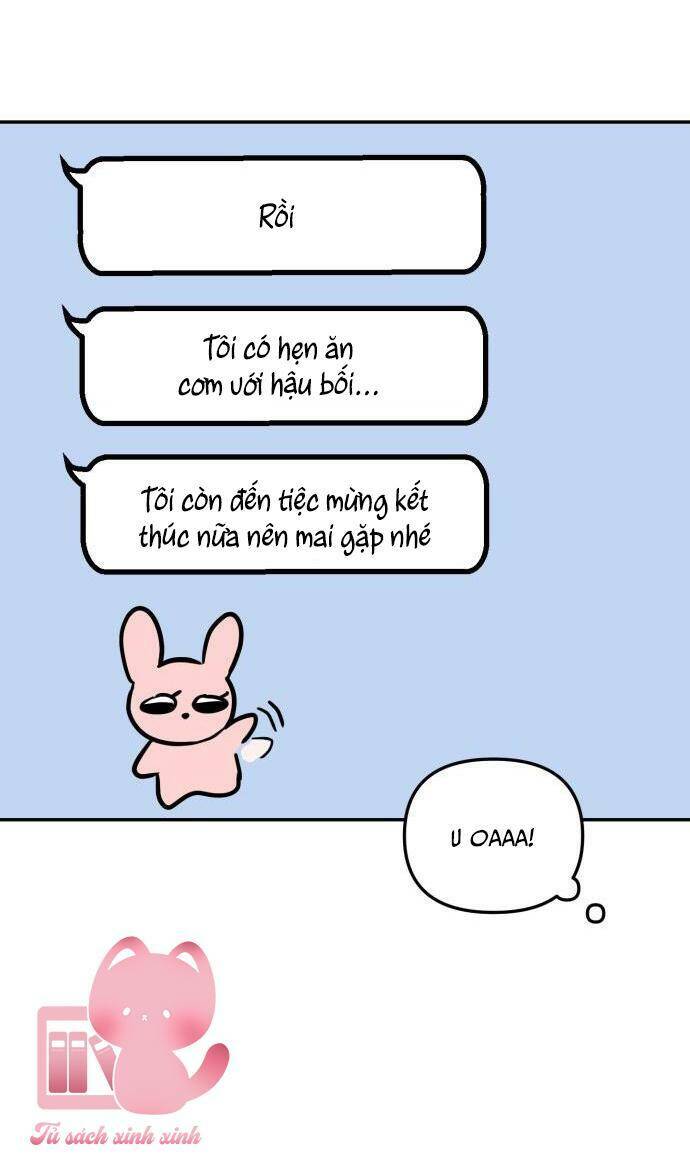 Rồi
Tôi có hẹn ăn
cơm với hậu bối...
Tôi còn đến tiệc mừng kết
thúc nữa nên mai gặp nhé
U OAAA!
Tủ sách xinh xinh